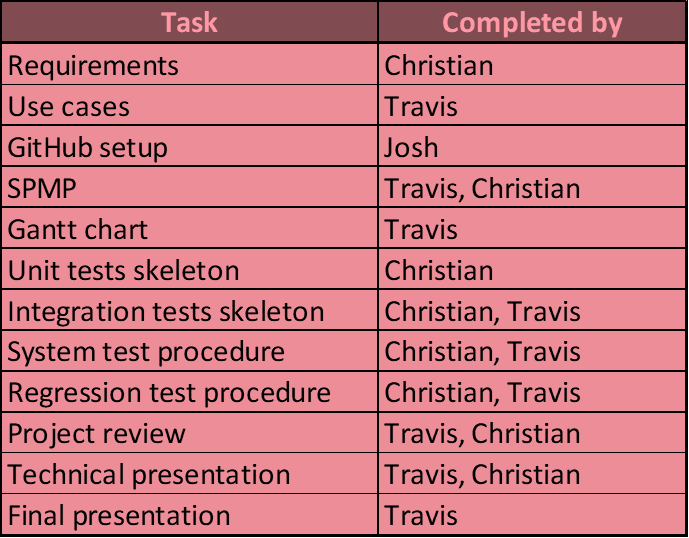 Task Completed by
Requirements Christian
Use cases Travis
GitHub setup Josh
SPMP Travis, Christian
Gantt chart Travis
Unit tests skeleton Christian
Integration tests skeleton Christian, Travis
System test procedure Christian, Travis
Regression test procedure Christian, Travis
Project review Travis, Christian
Technical presentation Travis, Christian
Final presentation Travis